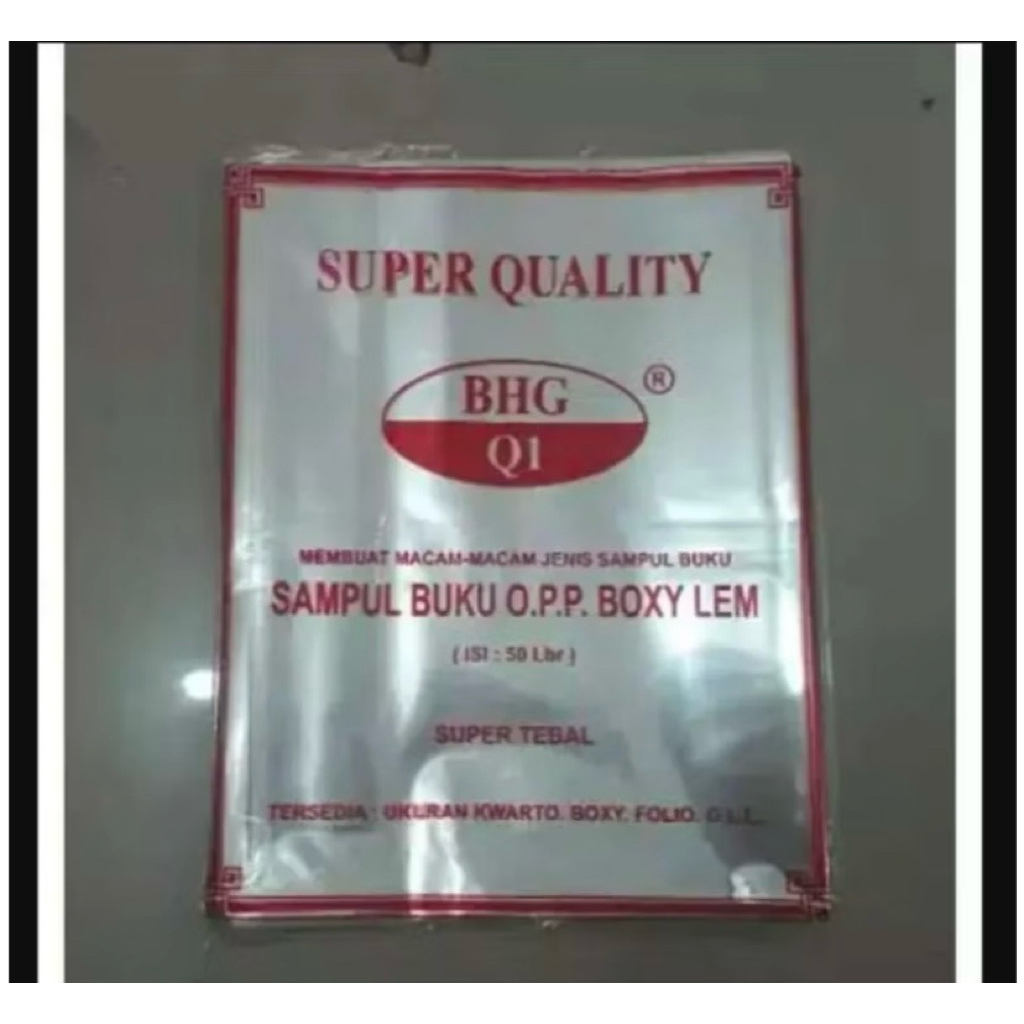 SUPER QUALITY
BHG ®
Q1
MEMBUAT MACAM-MACAM JENIS SAMPUL BUKU
SAMPUL BUKU O.P.P. BOXY LEM
( ISI : 50 Lbr )
SUPER TEBAL
TERSEDIA : UKURAN KWARTO. BOXY. FOLIO.